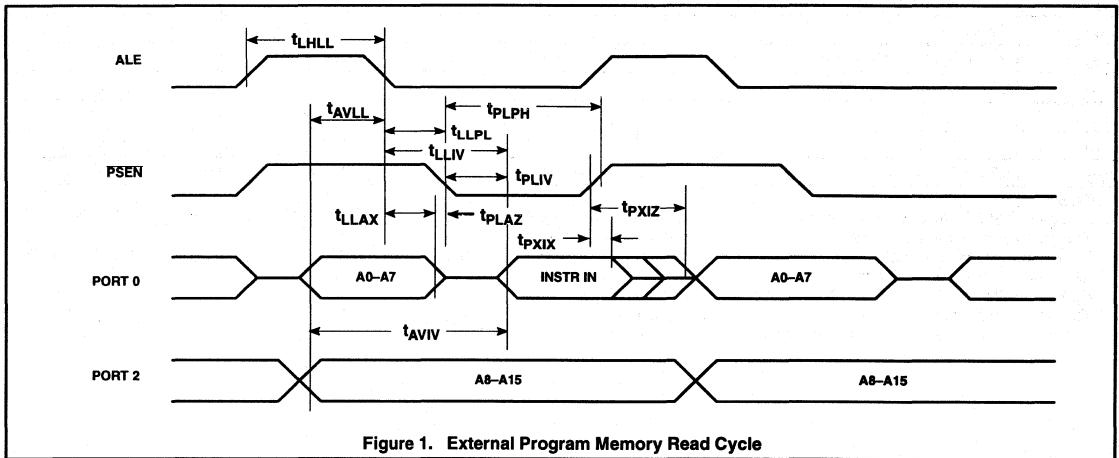 tLHLL
ALE
tAVLL
tPLPH
tLLPL
tLLIV
PSEN
tPLIV
tLLAX
tPLAZ
tPXIZ
tPXIX
PORT 0
A0–A7
INSTR IN
A0–A7
tAVIV
PORT 2
A8–A15
A8–A15
Figure 1. External Program Memory Read Cycle